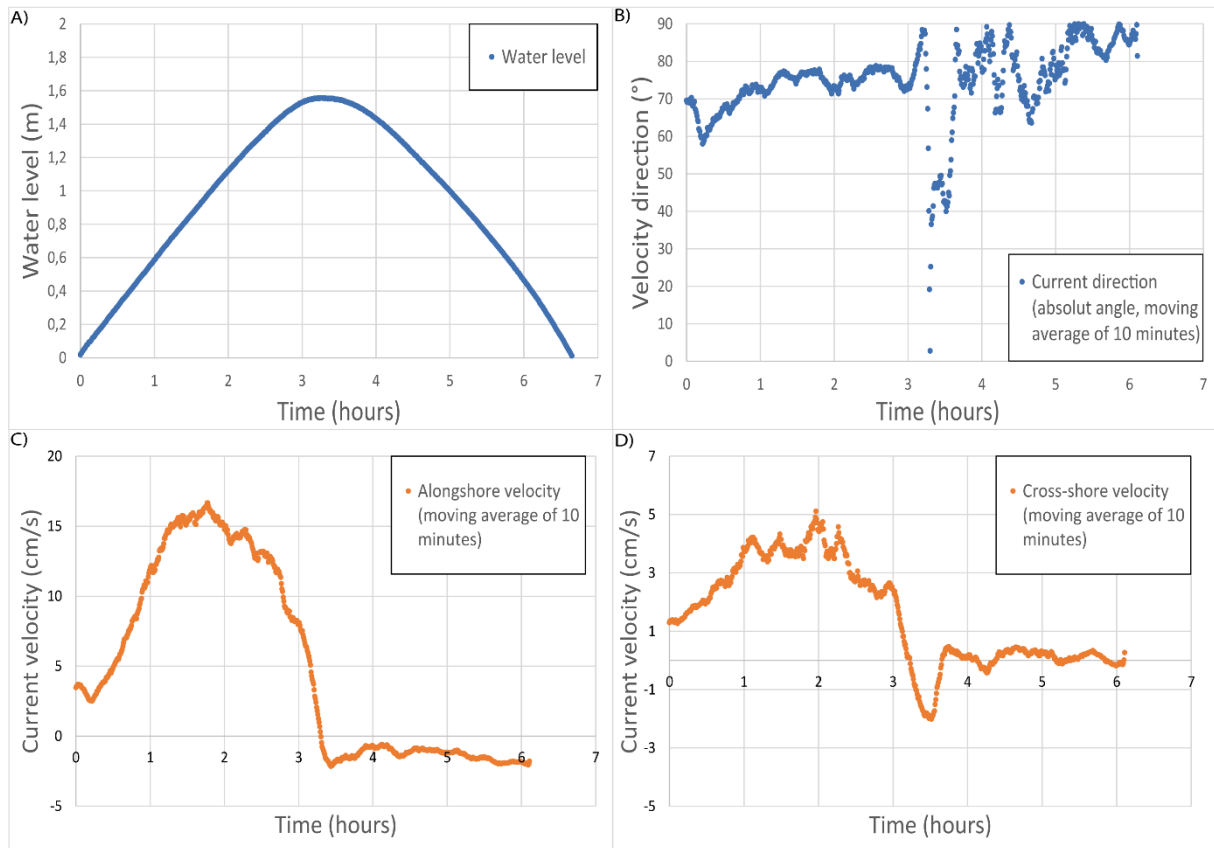 A)
Water level (m)
2
1,8
1,6
1,4
1,2
1
0,8
0,6
0,4
0,2
0
Water level
0 1 2 3 4 5 6 7
Time (hours)
B)
Velocity direction (°)
90
80
70
60
50
40
30
20
10
0
Current direction
(absolut angle, moving
average of 10 minutes)
0 1 2 3 4 5 6 7
Time (hours)
C)
Current velocity (cm/s)
20
15
10
5
0
-5
Alongshore velocity
(moving average of 10
minutes)
0 1 2 3 4 5 6 7
Time (hours)
D)
Current velocity (cm/s)
7
5
3
1
-1
-3
-5
Cross-shore velocity
(moving average of 10
minutes)
0 1 2 3 4 5 6 7
Time (hours)